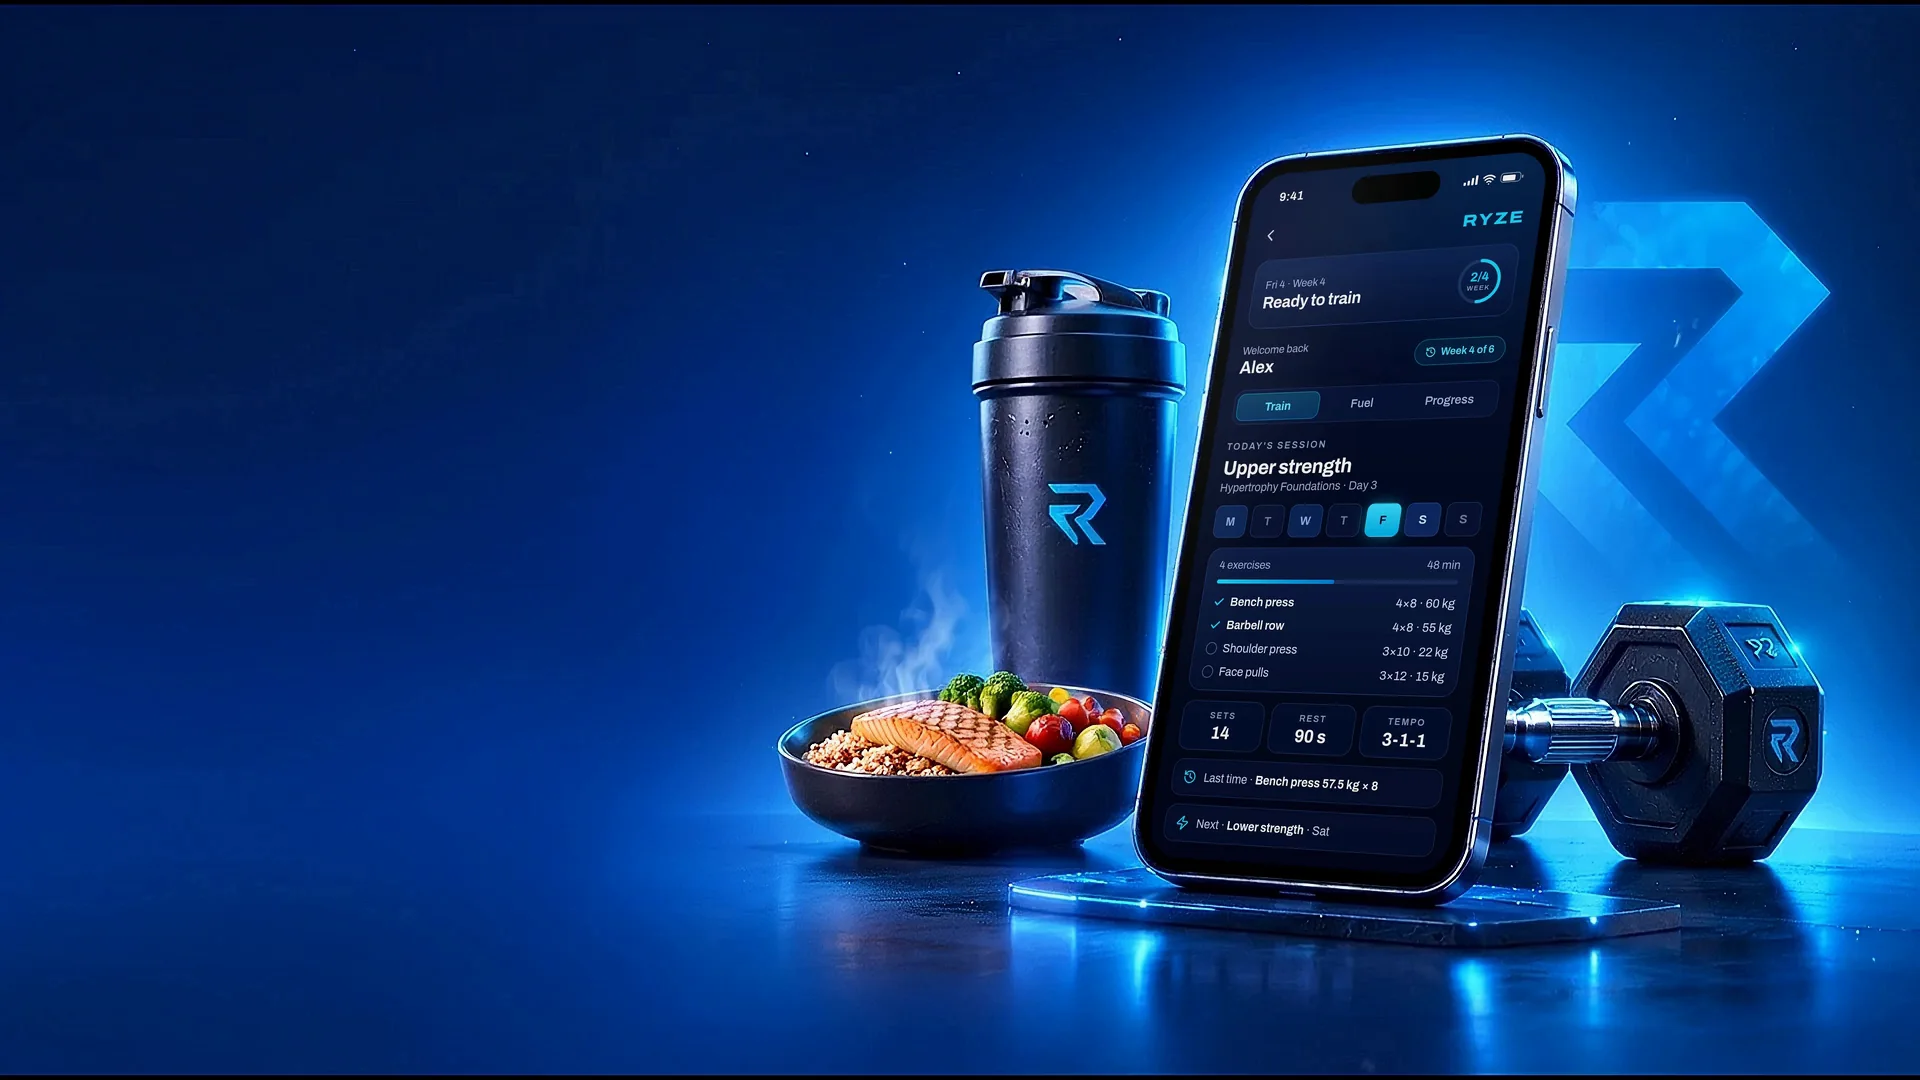 9:41
RYZE
Fri 4 · Week 4
Ready to train
2/4
WEEK
Welcome back
Alex
Week 4 of 6
Train Fuel Progress
TODAY'S SESSION
Upper strength
Hypertrophy Foundations · Day 3
M T W T F S S
4 exercises 48 min
Bench press 4×8 · 60 kg
Barbell row 4×8 · 55 kg
Shoulder press 3×10 · 22 kg
Face pulls 3×12 · 15 kg
SETS REST TEMPO
14 90 s 3-1-1
Last time · Bench press 57.5 kg × 8
Next · Lower strength · Sat